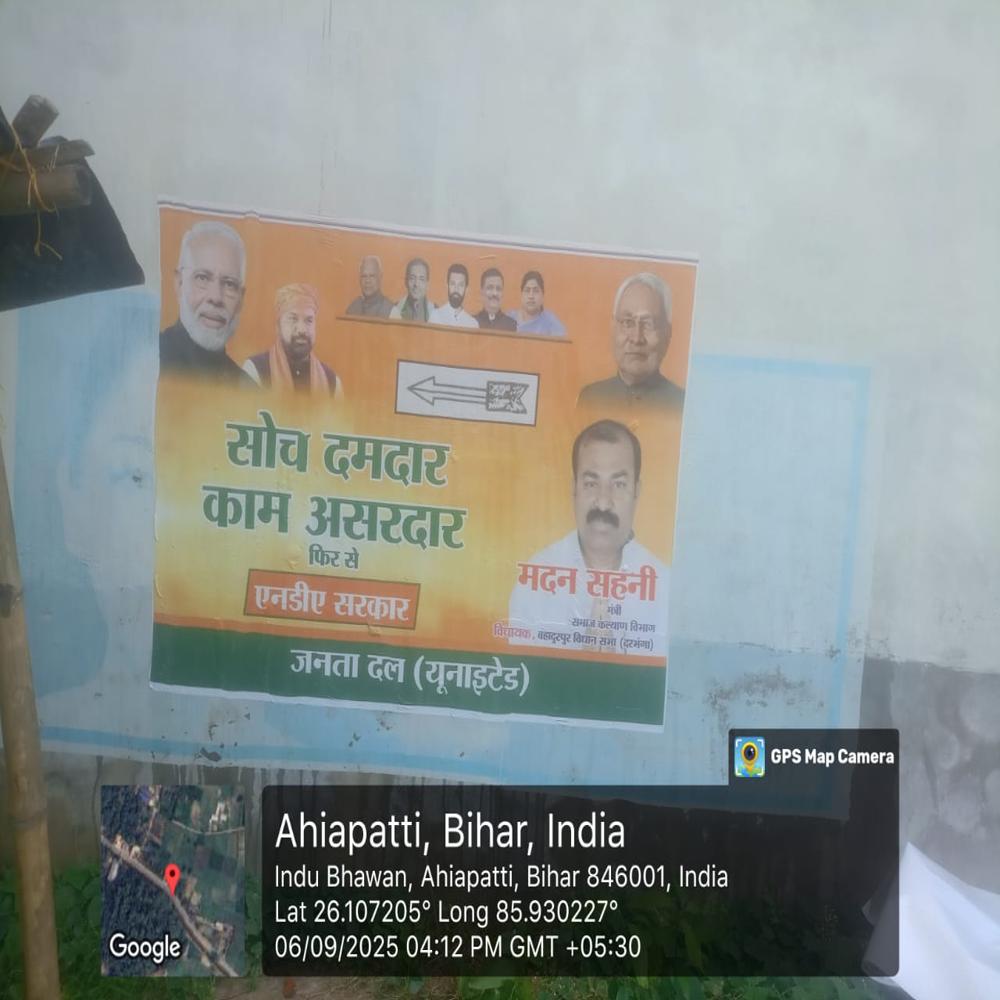 सोच दमदार
काम असरदार
फिर से
एनडीए सरकार
मदन सहनी
मंत्री
समाज कल्याण विभाग
विधायक, बहादुरपुर विधान सभा (दरभंगा)
जनता दल (यूनाइटेड)
GPS Map Camera
Ahiapatti, Bihar, India
Indu Bhawan, Ahiapatti, Bihar 846001, India
Lat 26.107205° Long 85.930227°
06/09/2025 04:12 PM GMT +05:30
Google